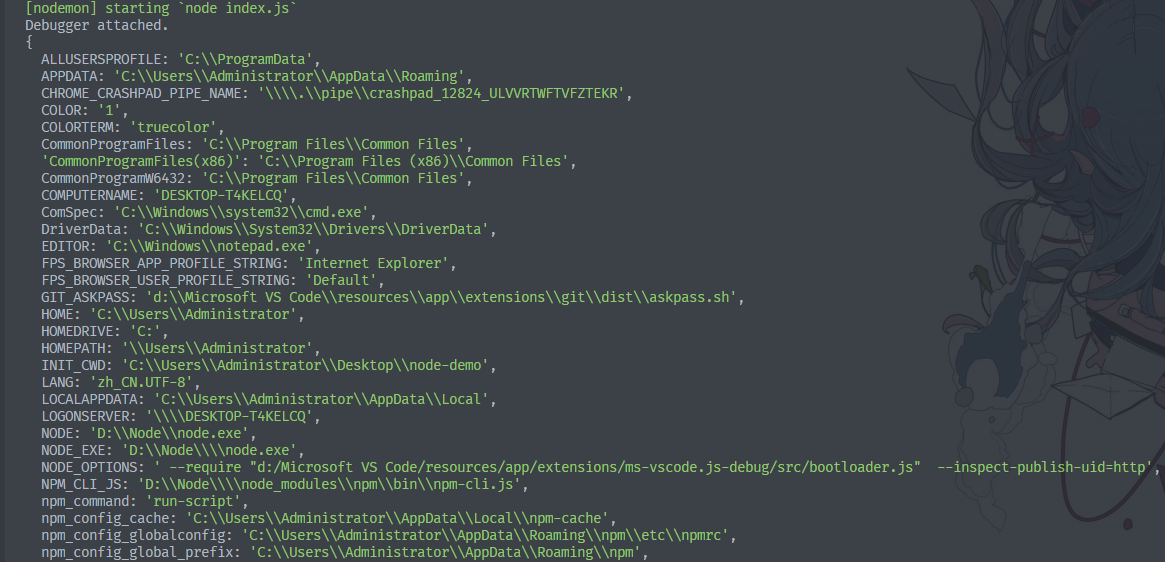 [nodemon] starting `node index.js`
Debugger attached.
{
ALLUSERSPROFILE: 'C:\\ProgramData',
APPDATA: 'C:\\Users\\Administrator\\AppData\\Roaming',
CHROME_CRASHPAD_PIPE_NAME: '\\\\.\\pipe\\crashpad_12824_ULVVRTWFTVFZTEKR',
COLOR: '1',
COLORTERM: 'truecolor',
CommonProgramFiles: 'C:\\Program Files\\Common Files',
'CommonProgramFiles(x86)': 'C:\\Program Files (x86)\\Common Files',
CommonProgramW6432: 'C:\\Program Files\\Common Files',
COMPUTERNAME: 'DESKTOP-T4KELCQ',
ComSpec: 'C:\\Windows\\system32\\cmd.exe',
DriverData: 'C:\\Windows\\System32\\Drivers\\DriverData',
EDITOR: 'C:\\Windows\\notepad.exe',
FPS_BROWSER_APP_PROFILE_STRING: 'Internet Explorer',
FPS_BROWSER_USER_PROFILE_STRING: 'Default',
GIT_ASKPASS: 'd:\\Microsoft VS Code\\resources\\app\\extensions\\git\\dist\\askpass.sh',
HOME: 'C:\\Users\\Administrator',
HOMEDRIVE: 'C:',
HOMEPATH: '\\Users\\Administrator',
INIT_CWD: 'C:\\Users\\Administrator\\Desktop\\node-demo',
LANG: 'zh_CN.UTF-8',
LOCALAPPDATA: 'C:\\Users\\Administrator\\AppData\\Local',
LOGONSERVER: '\\\\DESKTOP-T4KELCQ',
NODE: 'D:\\Node\\node.exe',
NODE_EXE: 'D:\\Node\\\\node.exe',
NODE_OPTIONS: ' --require "d:/Microsoft VS Code/resources/app/extensions/ms-vscode.js-debug/src/bootloader.js"  --inspect-publish-uid=http',
NPM_CLI_JS: 'D:\\Node\\\\node_modules\\npm\\bin\\npm-cli.js',
npm_command: 'run-script',
npm_config_cache: 'C:\\Users\\Administrator\\AppData\\Local\\npm-cache',
npm_config_globalconfig: 'C:\\Users\\Administrator\\AppData\\Roaming\\npm\\etc\\npmrc',
npm_config_global_prefix: 'C:\\Users\\Administrator\\AppData\\Roaming\\npm',